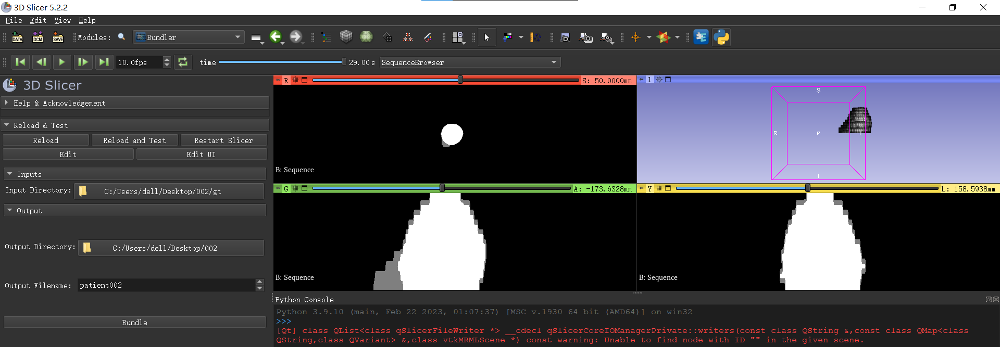 3D Slicer 5.2.2
File Edit View Help
DATA DCM SAVE Modules: Bundler
10.0fps time 29.00s SequenceBrowser
3D Slicer
Help & Acknowledgement
Reload & Test
Reload Reload and Test Restart Slicer
Edit Edit UI
Inputs
Input Directory: C:/Users/dell/Desktop/002/gt
Output
Output Directory: C:/Users/dell/Desktop/002
Output Filename: patient002
Bundle
R S: 50.0000mm
B: Sequence
1
S
R P L
I
G A: -173.6328mm
B: Sequence
Y L: 158.5938mm
B: Sequence
Python Console
Python 3.9.10 (main, Feb 22 2023, 01:07:37) [MSC v.1930 64 bit (AMD64)] on win32
>>>
[Qt] class QList<class qSlicerFileWriter *> __cdecl qSlicerCoreIOManagerPrivate::writers(const class QString &,const class QMap<class
QString,class QVariant> &,class vtkMRMLScene *) const warning: Unable to find node with ID "" in the given scene.